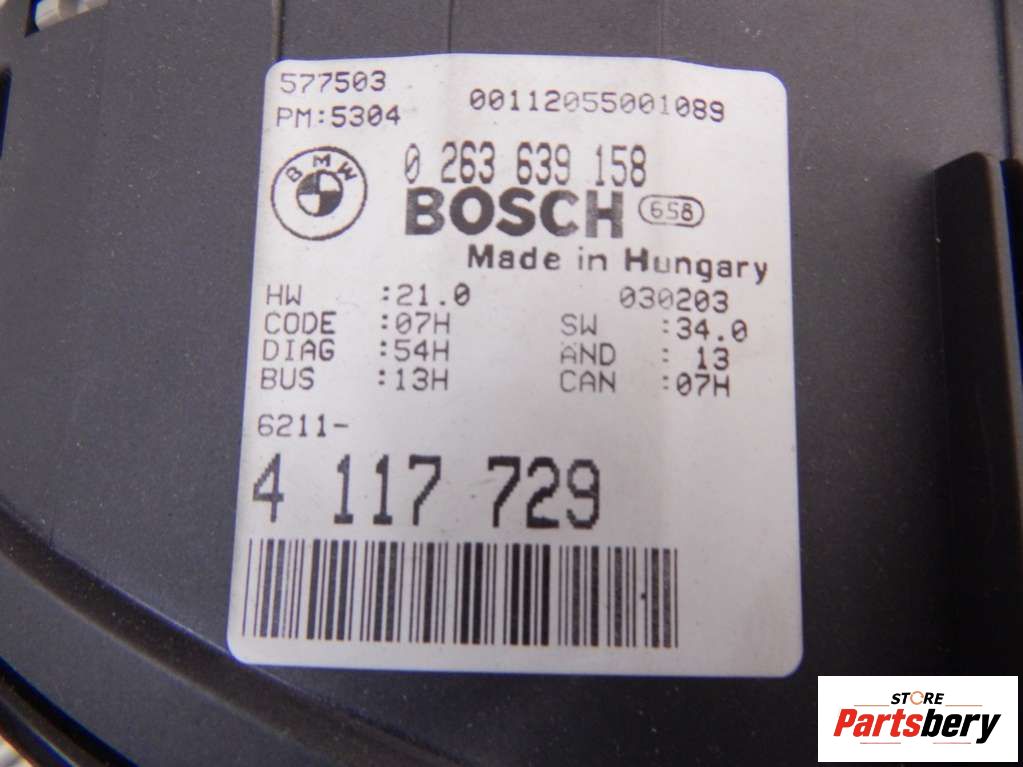 577503
00112055001089
PM:5304
BMW
0 263 639 158
BOSCH 658
Made in Hungary
HW :21.0 030203
CODE :07H SW :34.0
DIAG :54H AND : 13
BUS :13H CAN :07H
6211-
4 117 729
STORE
Partsbery